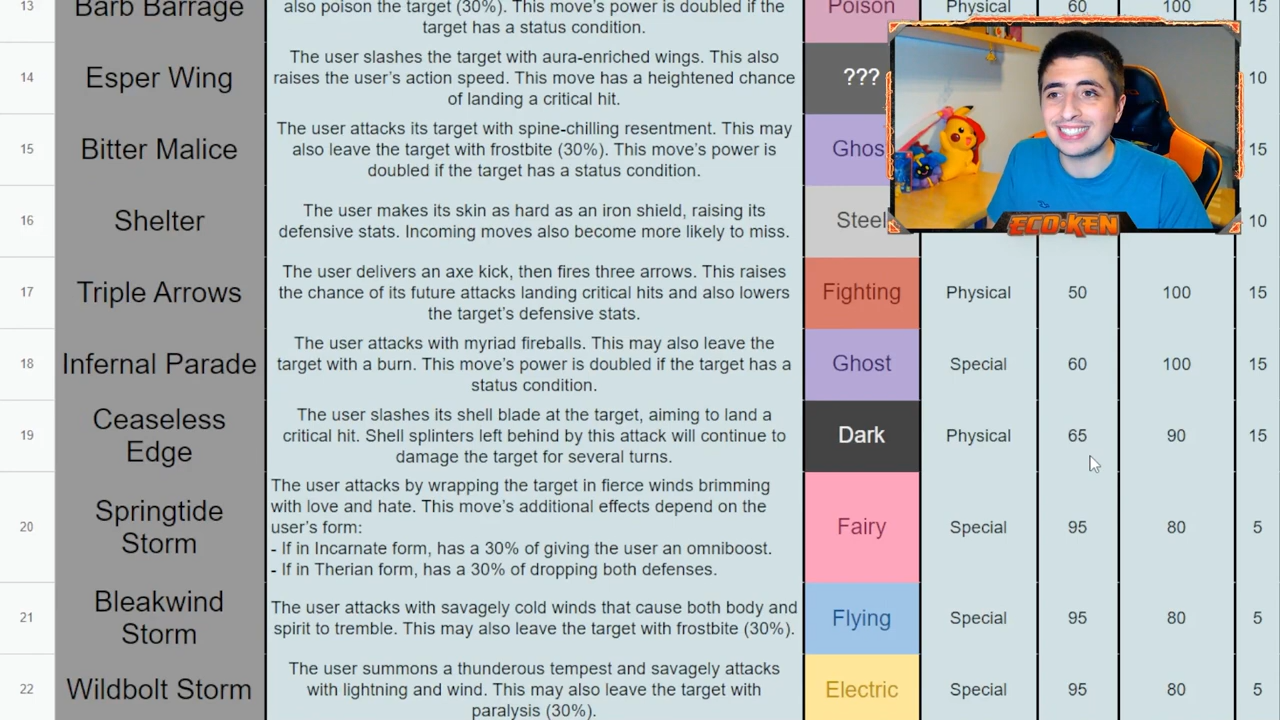 13
Barb Barrage
also poison the target (30%). This move's power is doubled if the
target has a status condition.
Poison
Physical
60
100
15
14
Esper Wing
The user slashes the target with aura-enriched wings. This also
raises the user's action speed. This move has a heightened chance
of landing a critical hit.
???
10
15
Bitter Malice
The user attacks its target with spine-chilling resentment. This may
also leave the target with frostbite (30%). This move's power is
doubled if the target has a status condition.
Ghos
15
16
Shelter
The user makes its skin as hard as an iron shield, raising its
defensive stats. Incoming moves also become more likely to miss.
Steel
10
ECO-KEN
17
Triple Arrows
The user delivers an axe kick, then fires three arrows. This raises
the chance of its future attacks landing critical hits and also lowers
the target's defensive stats.
Fighting
Physical
50
100
15
18
Infernal Parade
The user attacks with myriad fireballs. This may also leave the
target with a burn. This move's power is doubled if the target has a
status condition.
Ghost
Special
60
100
15
19
Ceaseless
Edge
The user slashes its shell blade at the target, aiming to land a
critical hit. Shell splinters left behind by this attack will continue to
damage the target for several turns.
Dark
Physical
65
90
15
20
Springtide
Storm
The user attacks by wrapping the target in fierce winds brimming
with love and hate. This move's additional effects depend on the
user's form:
- If in Incarnate form, has a 30% of giving the user an omniboost.
- If in Therian form, has a 30% of dropping both defenses.
Fairy
Special
95
80
5
21
Bleakwind
Storm
The user attacks with savagely cold winds that cause both body and
spirit to tremble. This may also leave the target with frostbite (30%).
Flying
Special
95
80
5
22
Wildbolt Storm
The user summons a thunderous tempest and savagely attacks
with lightning and wind. This may also leave the target with
paralysis (30%).
Electric
Special
95
80
5